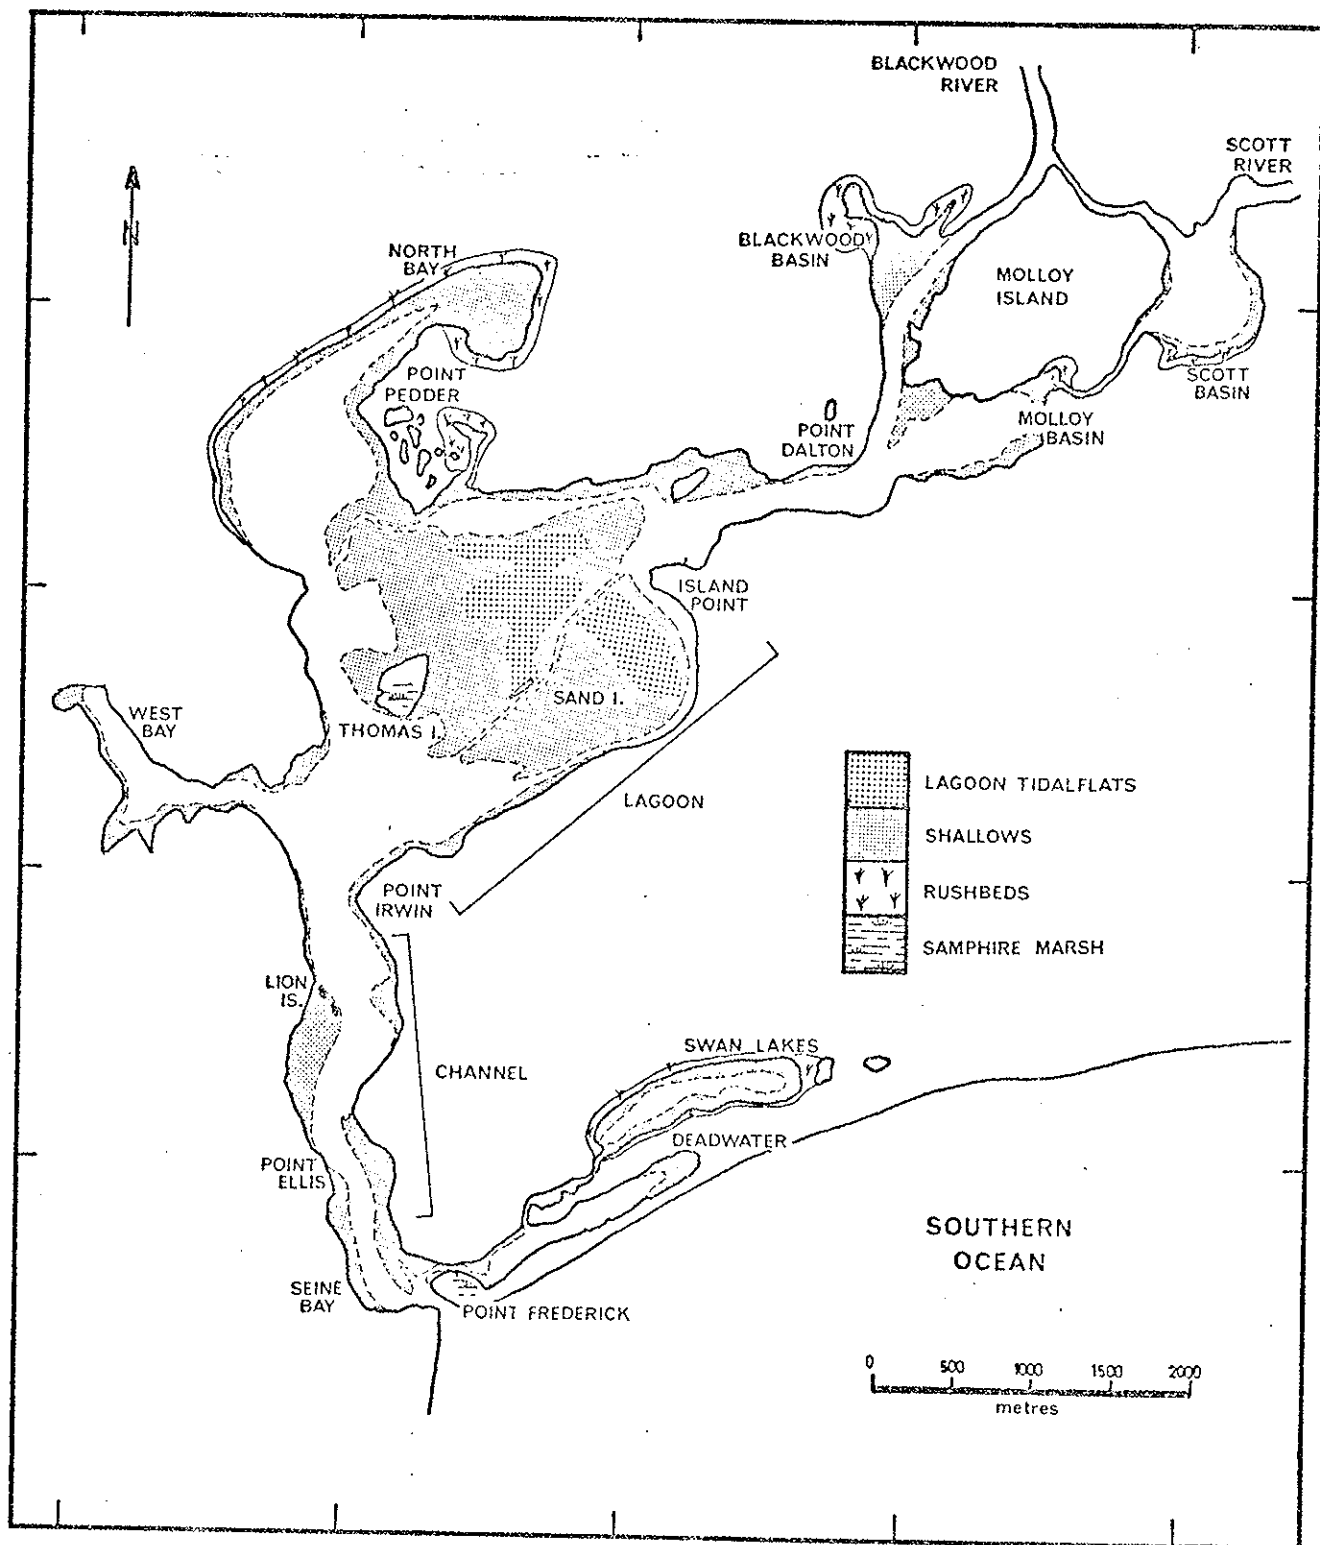 BLACKWOOD
RIVER
SCOTT
RIVER
N
NORTH
BAY
BLACKWOOD
BASIN
MOLLOY
ISLAND
POINT
PEDDER
SCOTT
BASIN
POINT
DALTON
MOLLOY
BASIN
ISLAND
POINT
WEST
BAY
SAND I.
THOMAS I.
LAGOON
LAGOON TIDALFLATS
SHALLOWS
RUSHBEDS
SAMPHIRE MARSH
POINT
IRWIN
LION
IS.
CHANNEL
SWAN LAKES
DEADWATER
POINT
ELLIS
SOUTHERN
OCEAN
SEINE
BAY
POINT FREDERICK
0 500 1000 1500 2000
metres